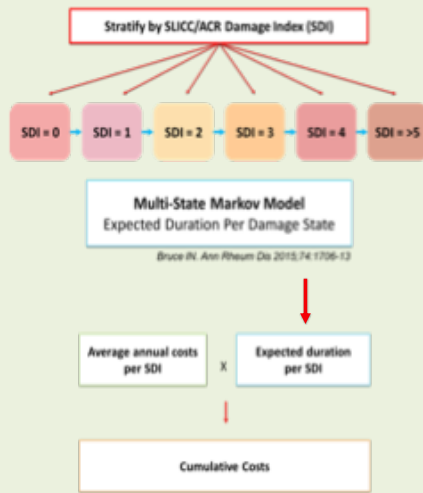 Stratify by SLICC/ACR Damage Index (SDI)
SDI = 0
SDI = 1
SDI = 2
SDI = 3
SDI = 4
SDI = >5
Multi-State Markov Model
Expected Duration Per Damage State
Bruce IN. Ann Rheum Dis 2015;74:1706-13
Average annual costs
per SDI
X
Expected duration
per SDI
Cumulative Costs